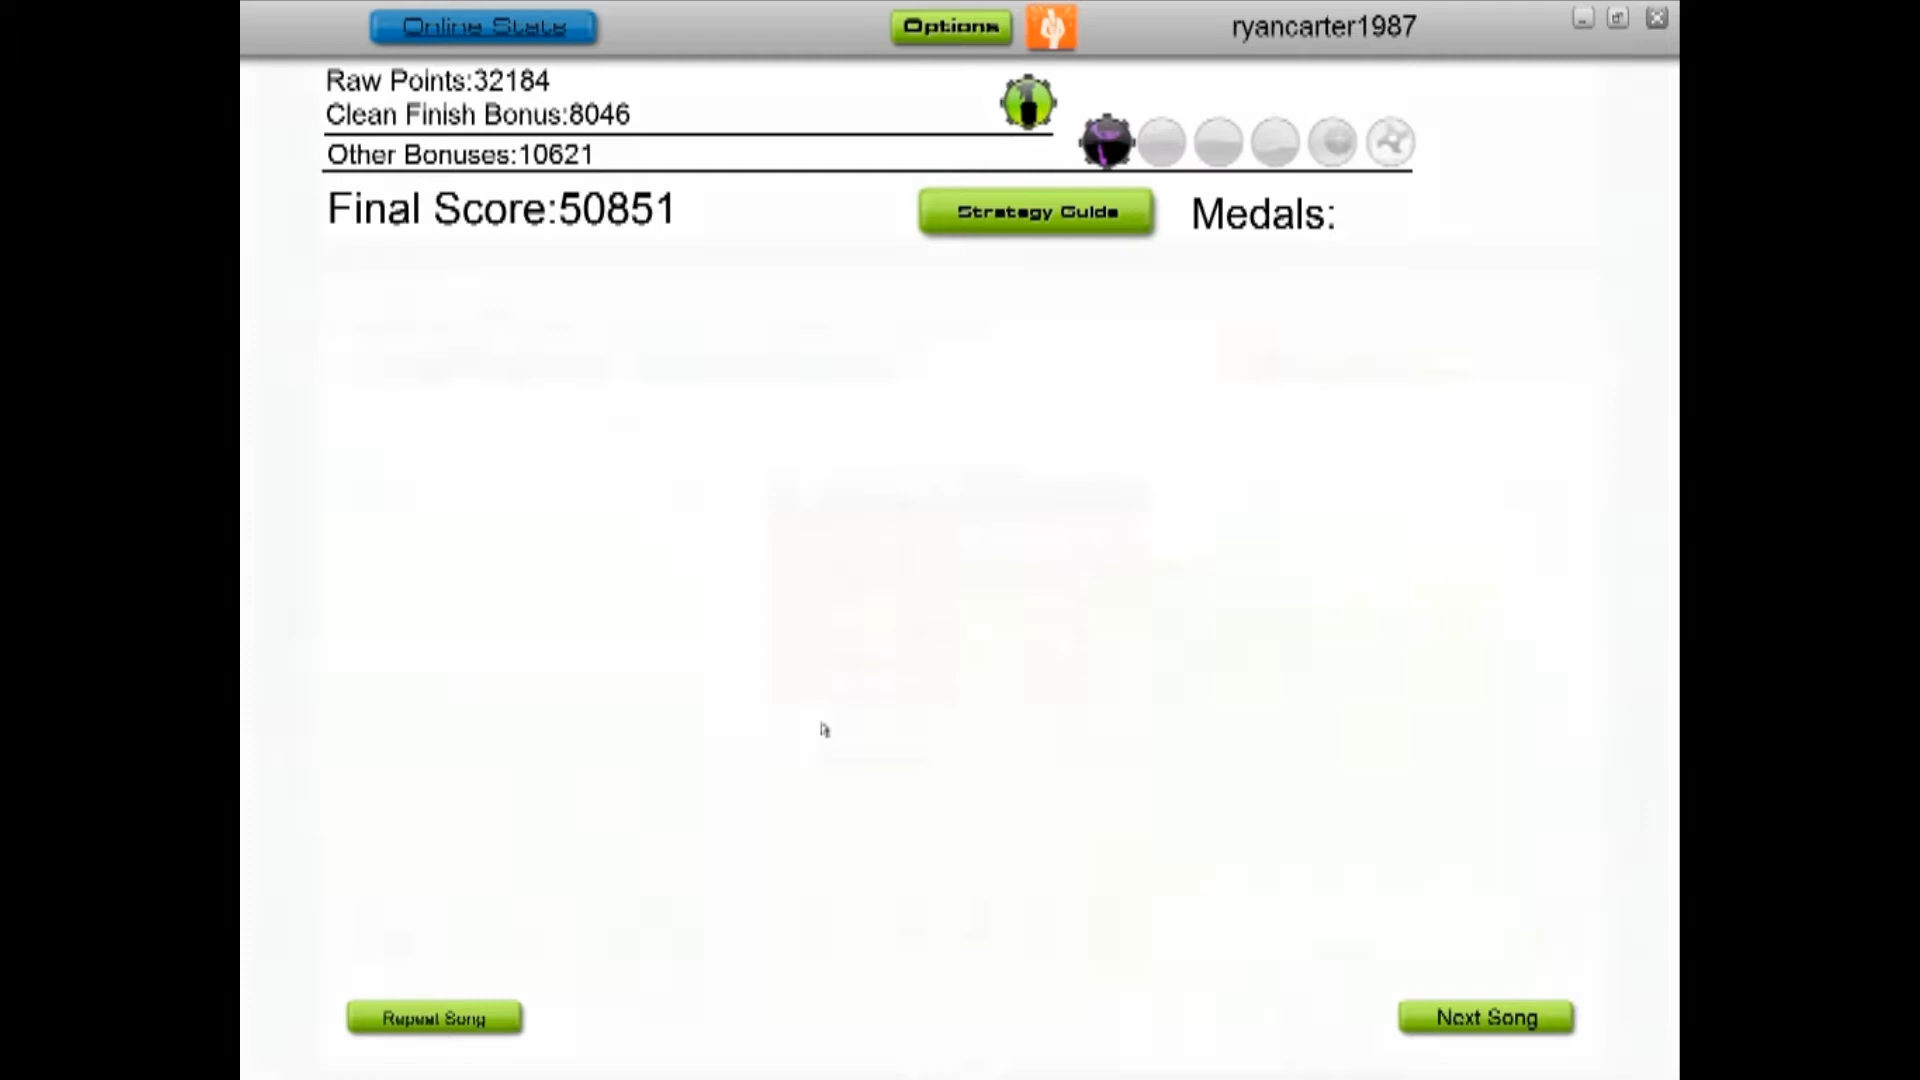 Online Stats
Options
ryancarter1987
Raw Points:32184
Clean Finish Bonus:8046
Other Bonuses:10621
Final Score:50851
Strategy Guide
Medals:
Repeat Song
Next Song